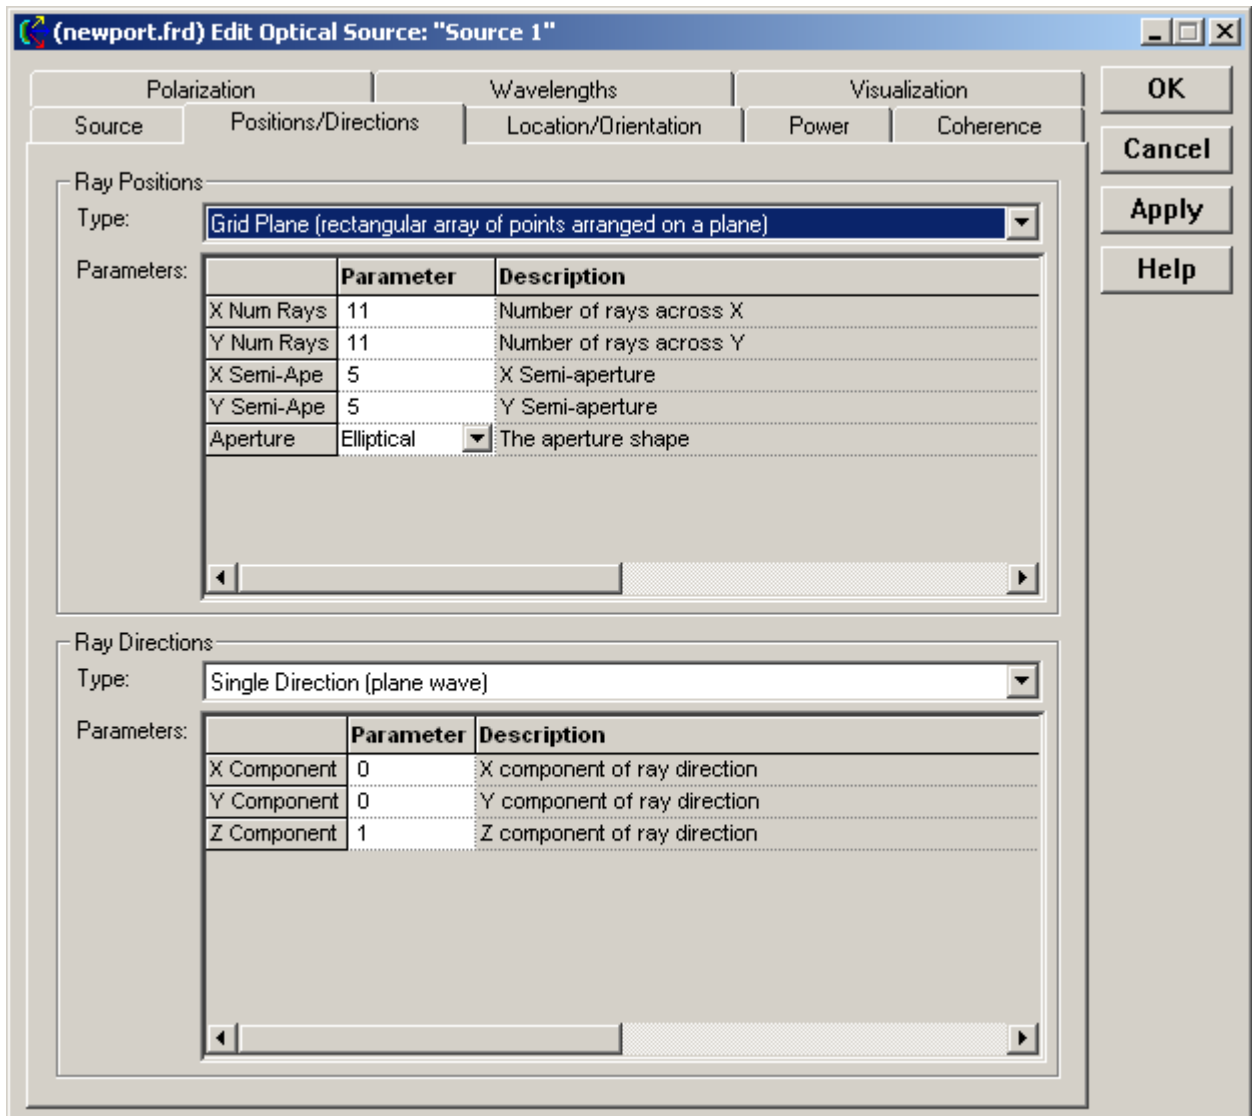 (newport.frd) Edit Optical Source: "Source 1"
Polarization Wavelengths Visualization
Source Positions/Directions Location/Orientation Power Coherence
OK
Cancel
Apply
Help
Ray Positions
Type: Grid Plane (rectangular array of points arranged on a plane)
Parameters: Parameter Description
X Num Rays 11 Number of rays across X
Y Num Rays 11 Number of rays across Y
X Semi-Ape 5 X Semi-aperture
Y Semi-Ape 5 Y Semi-aperture
Aperture Elliptical The aperture shape
Ray Directions
Type: Single Direction (plane wave)
Parameters: Parameter Description
X Component 0 X component of ray direction
Y Component 0 Y component of ray direction
Z Component 1 Z component of ray direction